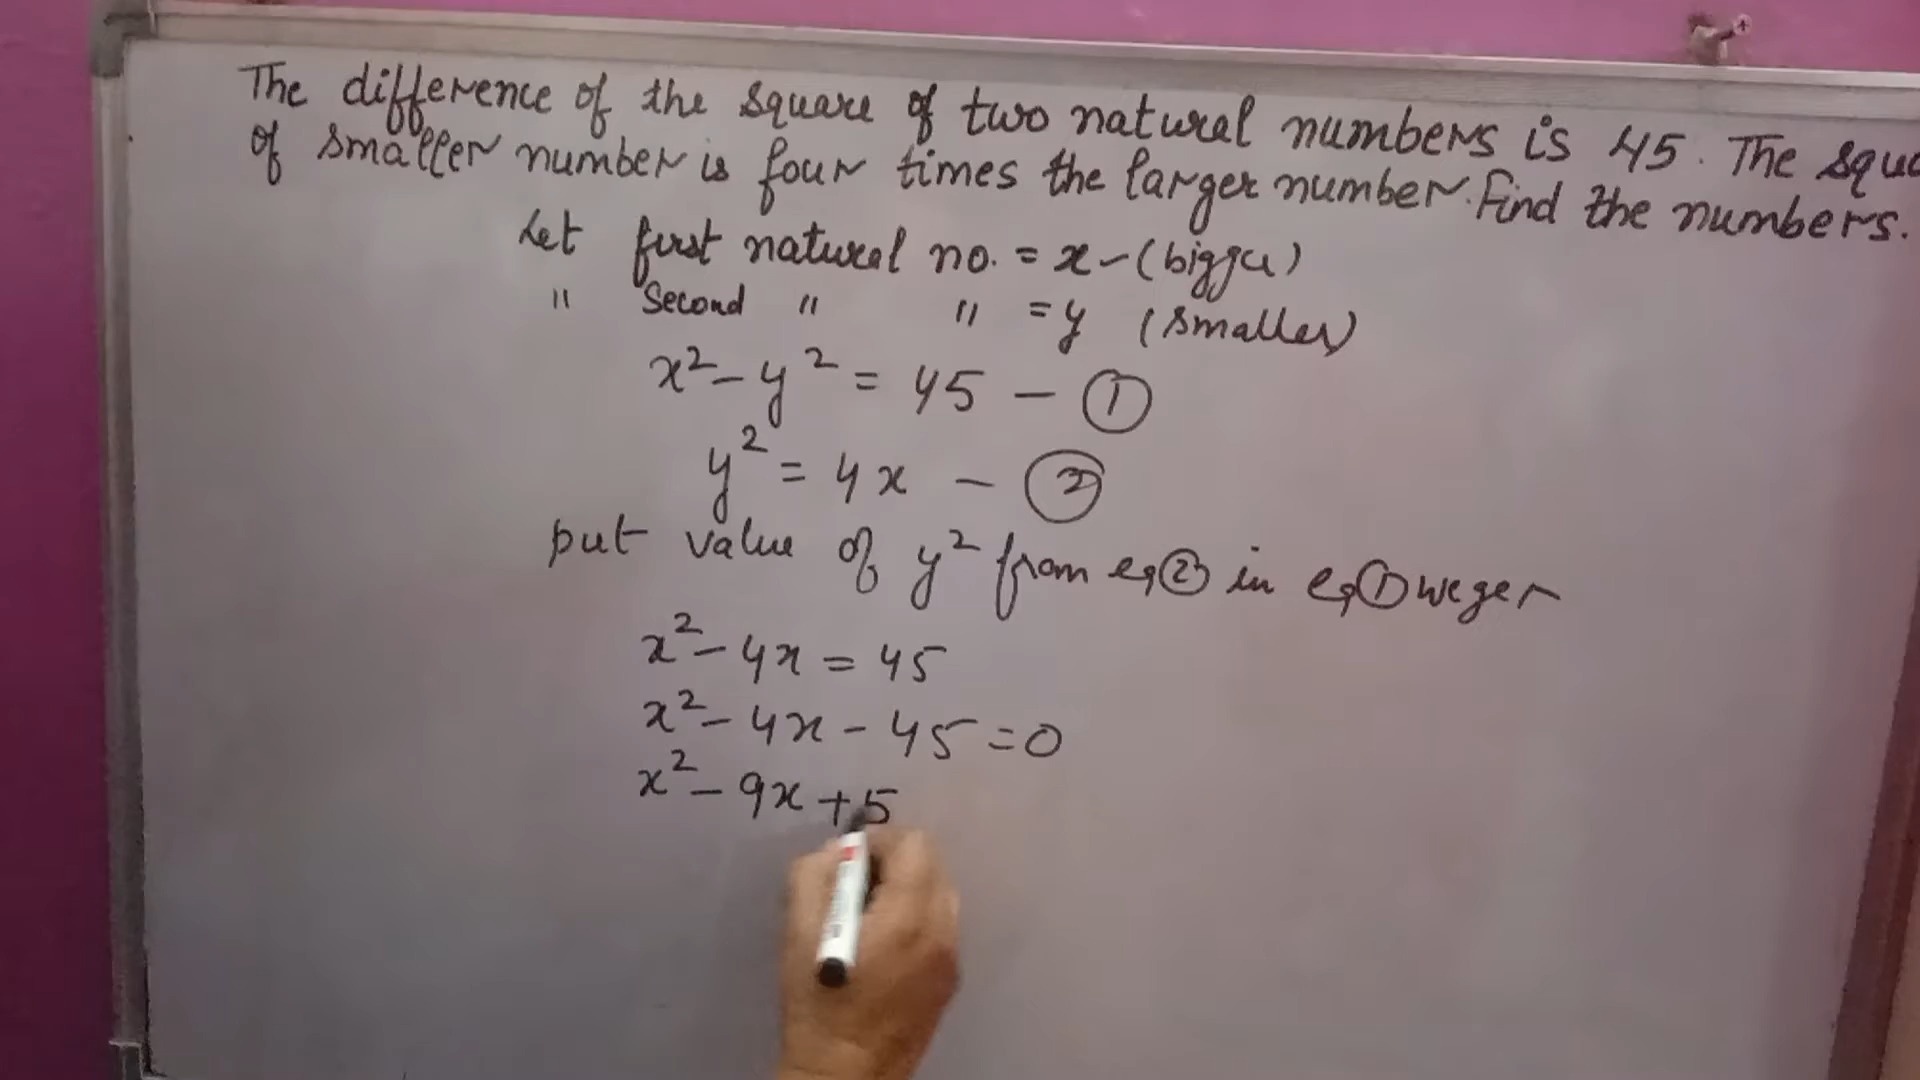 The difference of the square of two natural numbers is 45. The squa
of smaller number is four times the larger number. Find the numbers.
Let first natural no. = x - (bigger)
" Second " " = y (smaller)
x² - y² = 45 - ①
y² = 4x - ②
put value of y² from eq② in eq① we get
x² - 4x = 45
x² - 4x - 45 = 0
x² - 9x + 5